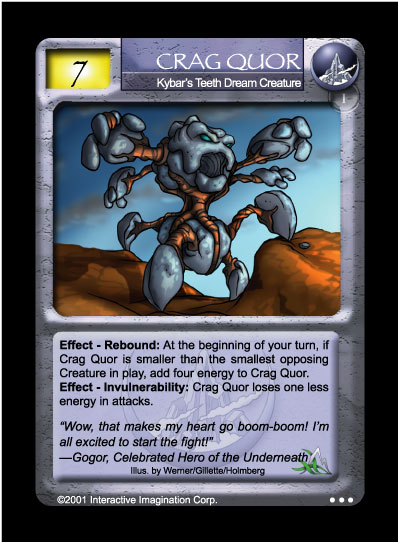 7
CRAG QUOR
Kybar's Teeth Dream Creature
1
Effect - Rebound: At the beginning of your turn, if
Crag Quor is smaller than the smallest opposing
Creature in play, add four energy to Crag Quor.
Effect - Invulnerability: Crag Quor loses one less
energy in attacks.
“Wow, that makes my heart go boom-boom! I'm
all excited to start the fight!”
—Gogor, Celebrated Hero of the Underneath
Illus. by Werner/Gillette/Holmberg
©2001 Interactive Imagination Corp.